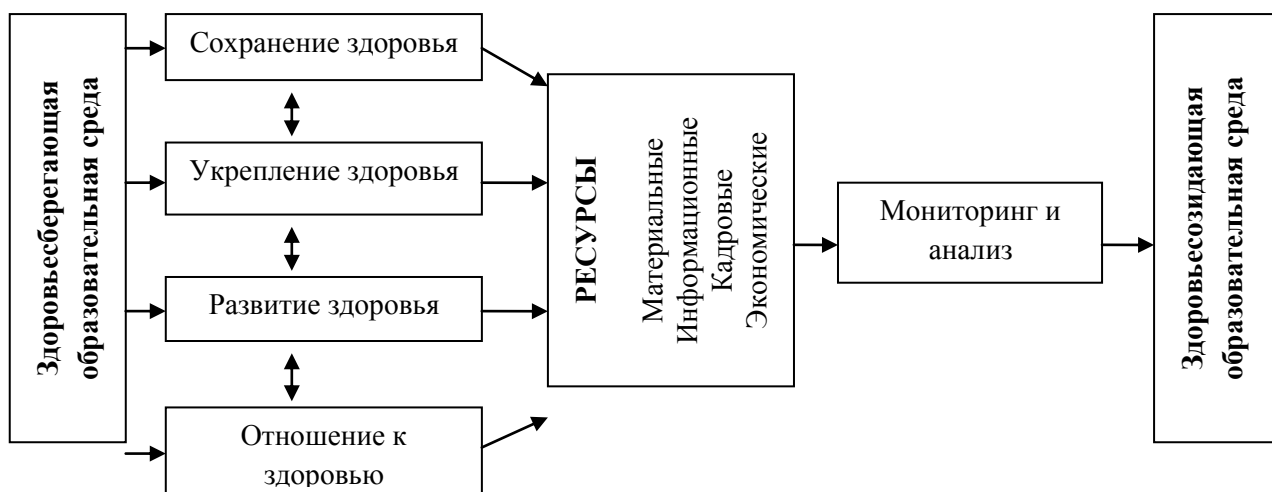 Здоровьесберегающая
образовательная среда
Сохранение здоровья
Укрепление здоровья
Развитие здоровья
Отношение к
здоровью
РЕСУРСЫ
Материальные
Информационные
Кадровые
Экономические
Мониторинг и
анализ
Здоровьесозидающая
образовательная среда